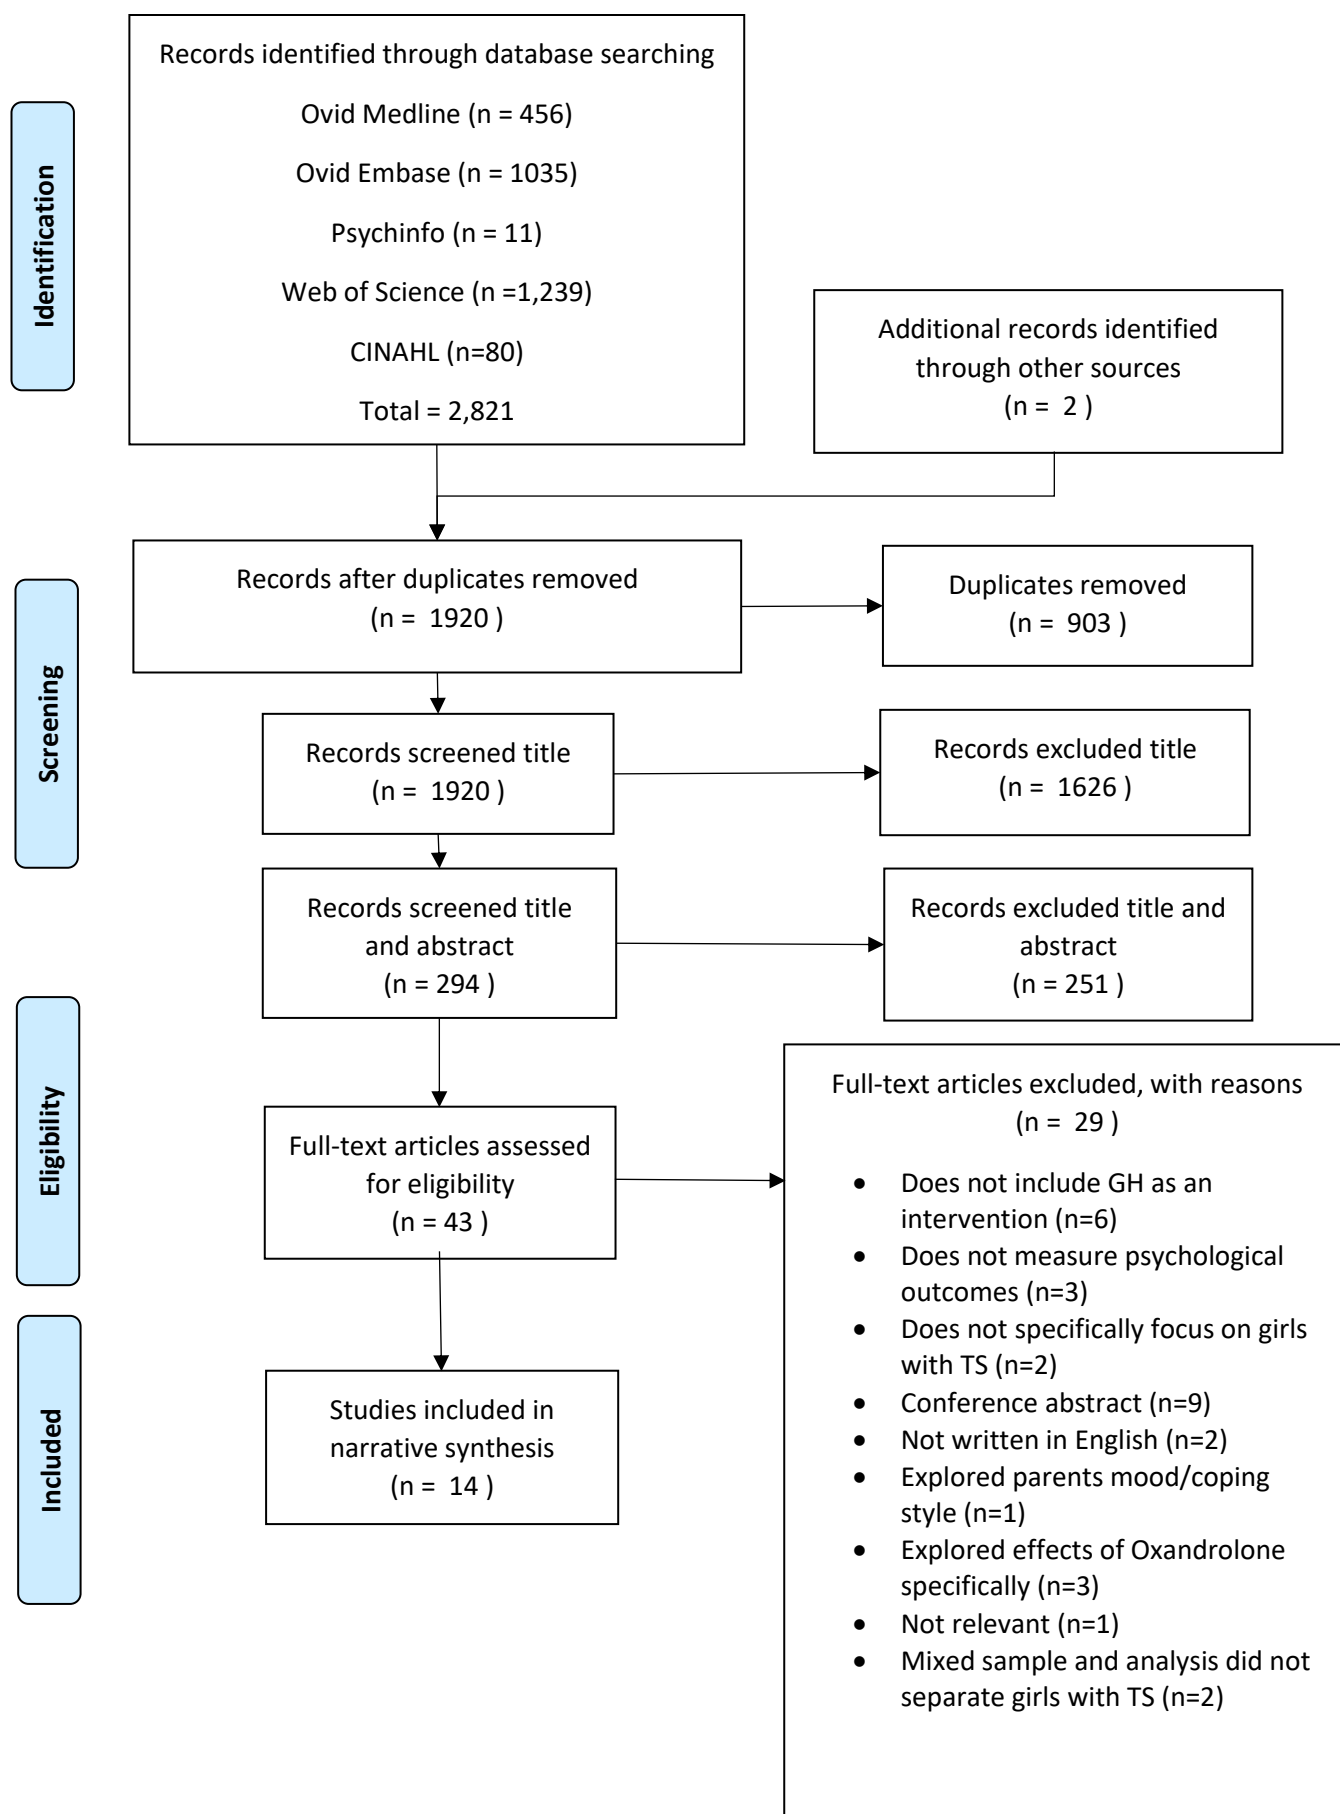 Identification
Records identified through database searching
Ovid Medline (n = 456)
Ovid Embase (n = 1035)
Psychinfo (n = 11)
Web of Science (n =1,239)
CINAHL (n=80)
Total = 2,821
Additional records identified
through other sources
(n =  2 )
Screening
Records after duplicates removed
(n =  1920 )
Duplicates removed
(n =  903 )
Records screened title
(n =  1920 )
Records excluded title
(n =  1626 )
Records screened title
and abstract
(n = 294 )
Records excluded title and
abstract
(n = 251 )
Eligibility
Full-text articles assessed
for eligibility
(n = 43 )
Full-text articles excluded, with reasons
(n =  29 )
• Does not include GH as an
intervention (n=6)
• Does not measure psychological
outcomes (n=3)
• Does not specifically focus on girls
with TS (n=2)
• Conference abstract (n=9)
• Not written in English (n=2)
• Explored parents mood/coping
style (n=1)
• Explored effects of Oxandrolone
specifically (n=3)
• Not relevant (n=1)
• Mixed sample and analysis did not
separate girls with TS (n=2)
Included
Studies included in
narrative synthesis
(n =  14 )